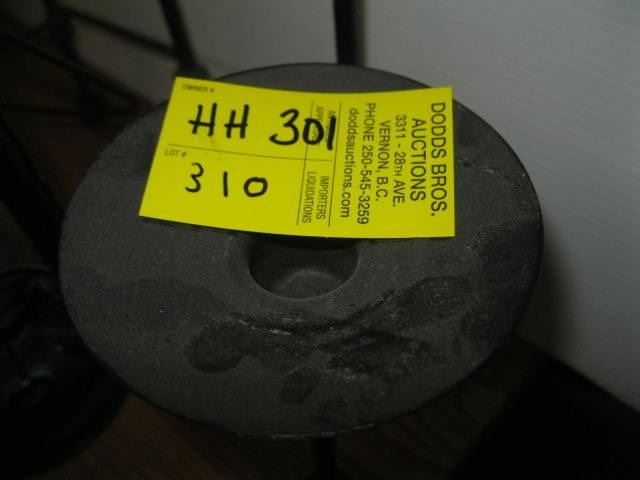 OWNER #
HH 301
LOT #
310
IMPORTERS
LIQUIDATIONS
DODDS BROS.
AUCTIONS
3311 - 28TH AVE.
VERNON, B.C.
PHONE 250-545-3259
doddsauctions.com